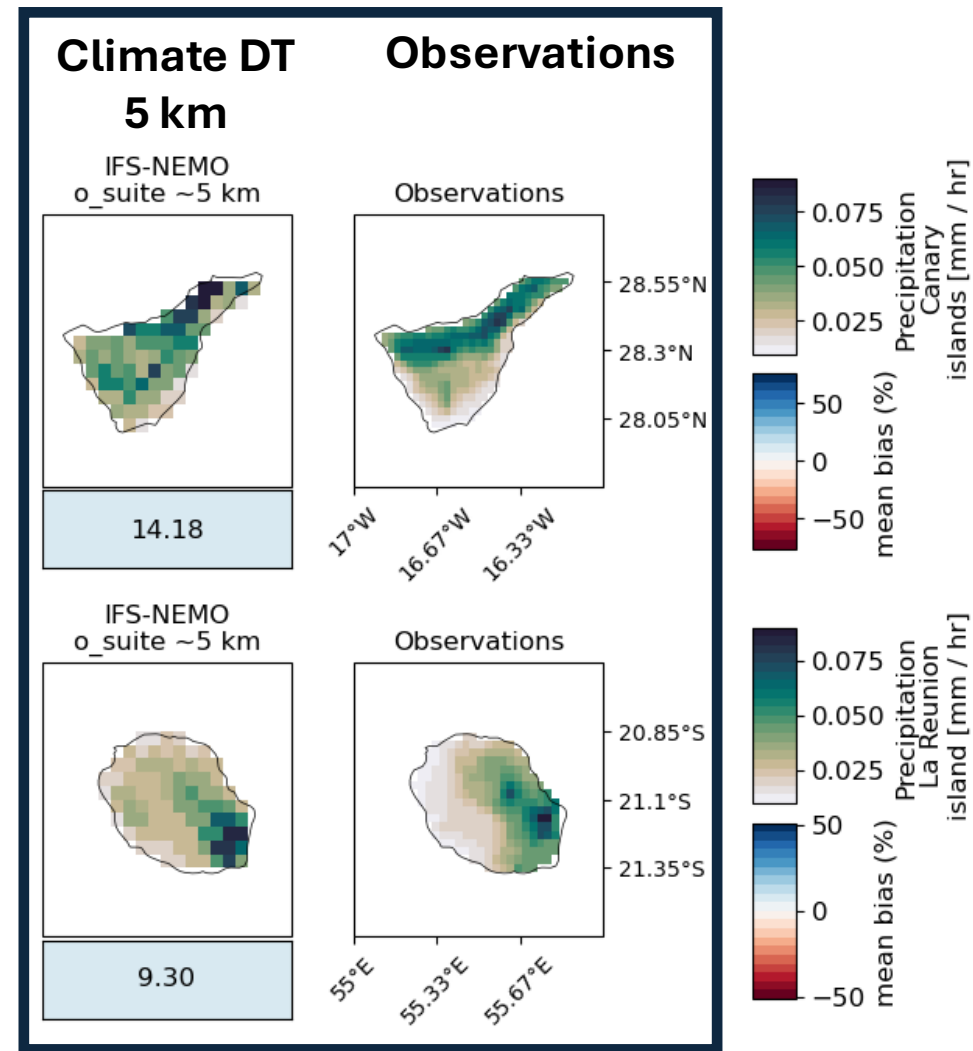 Climate DT
5 km
Observations
IFS-NEMO
o_suite ~5 km
Observations
28.55°N
28.3°N
28.05°N
17°W
16.67°W
16.33°W
14.18
0.075
0.050
0.025
Precipitation
Canary
islands [mm / hr]
50
0
−50
mean bias (%)
IFS-NEMO
o_suite ~5 km
Observations
20.85°S
21.1°S
21.35°S
55°E
55.33°E
55.67°E
9.30
0.075
0.050
0.025
Precipitation
La Reunion
island [mm / hr]
50
0
−50
mean bias (%)